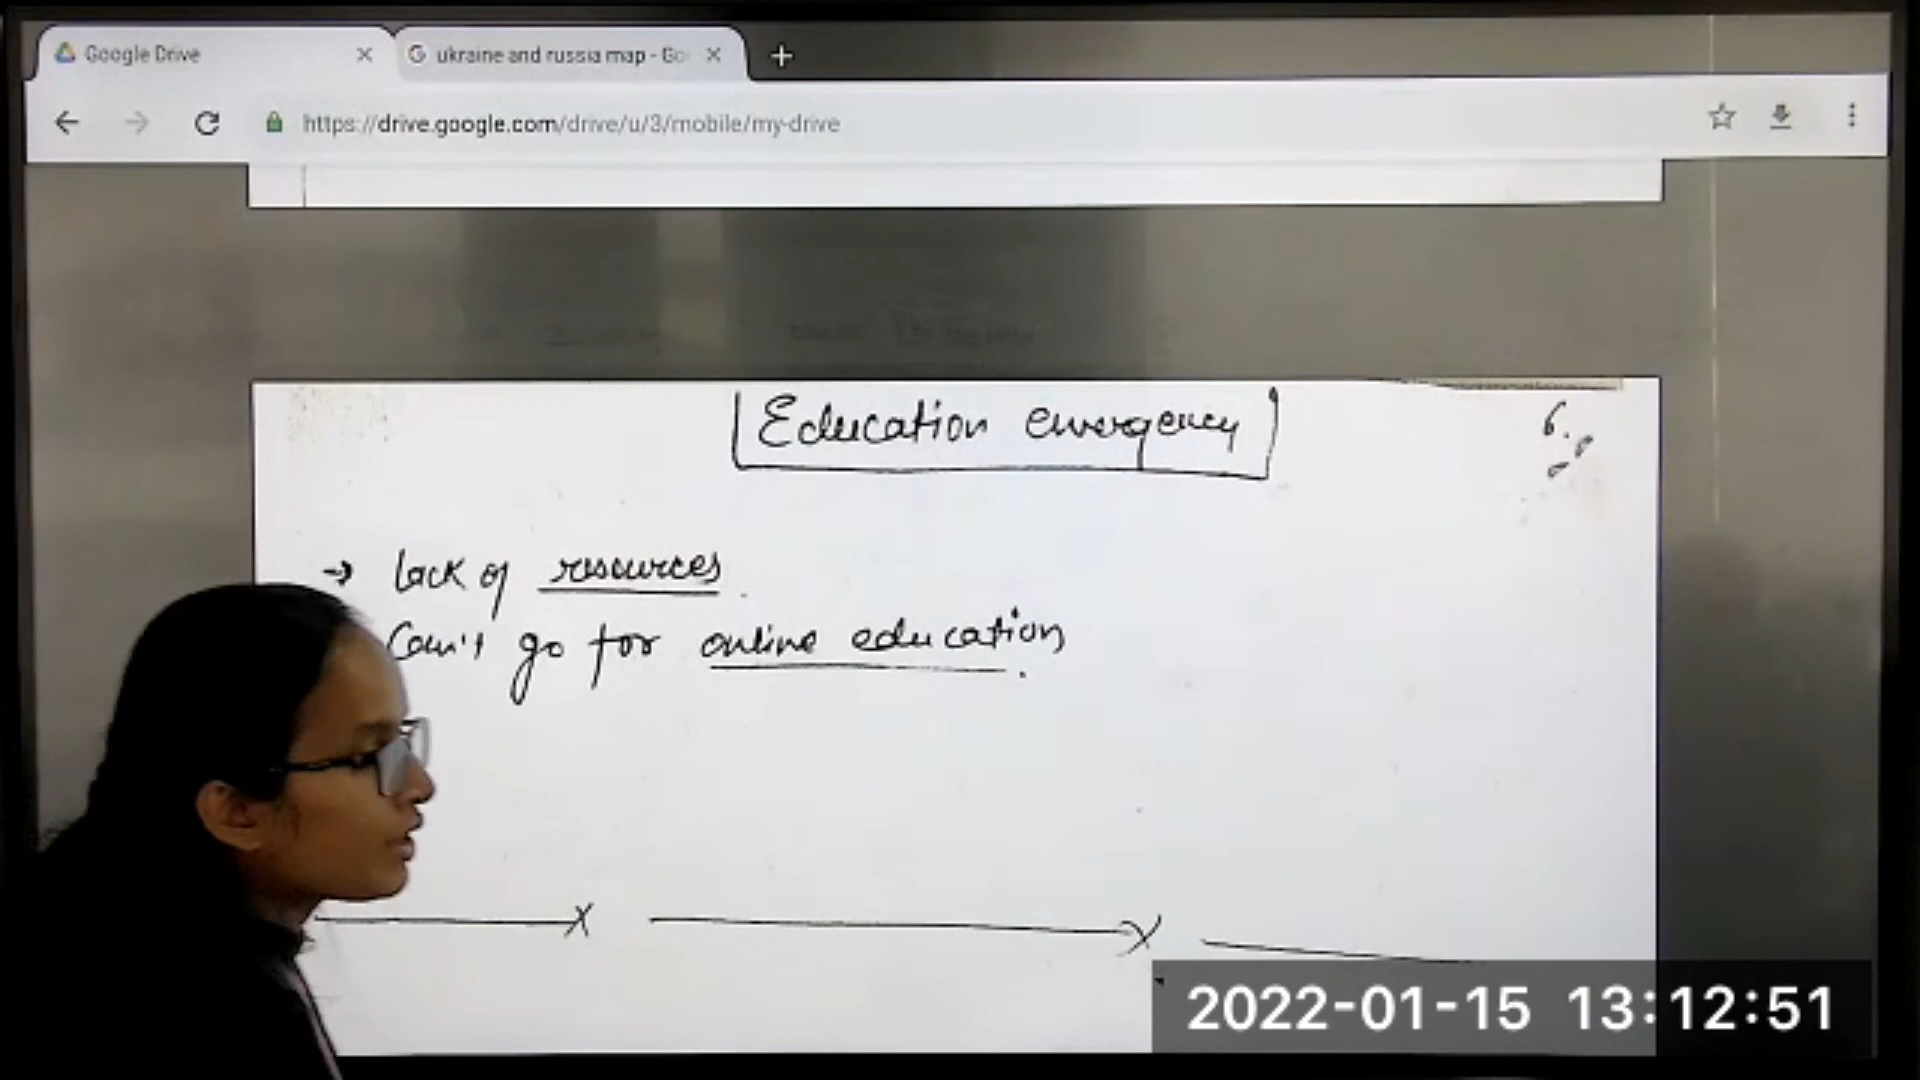 Google Drive
ukraine and russia map - Go
https://drive.google.com/drive/u/3/mobile/my-drive
Education emergency
6.
→ Lack of resources.
Can't go for online education.
2022-01-15 13:12:51